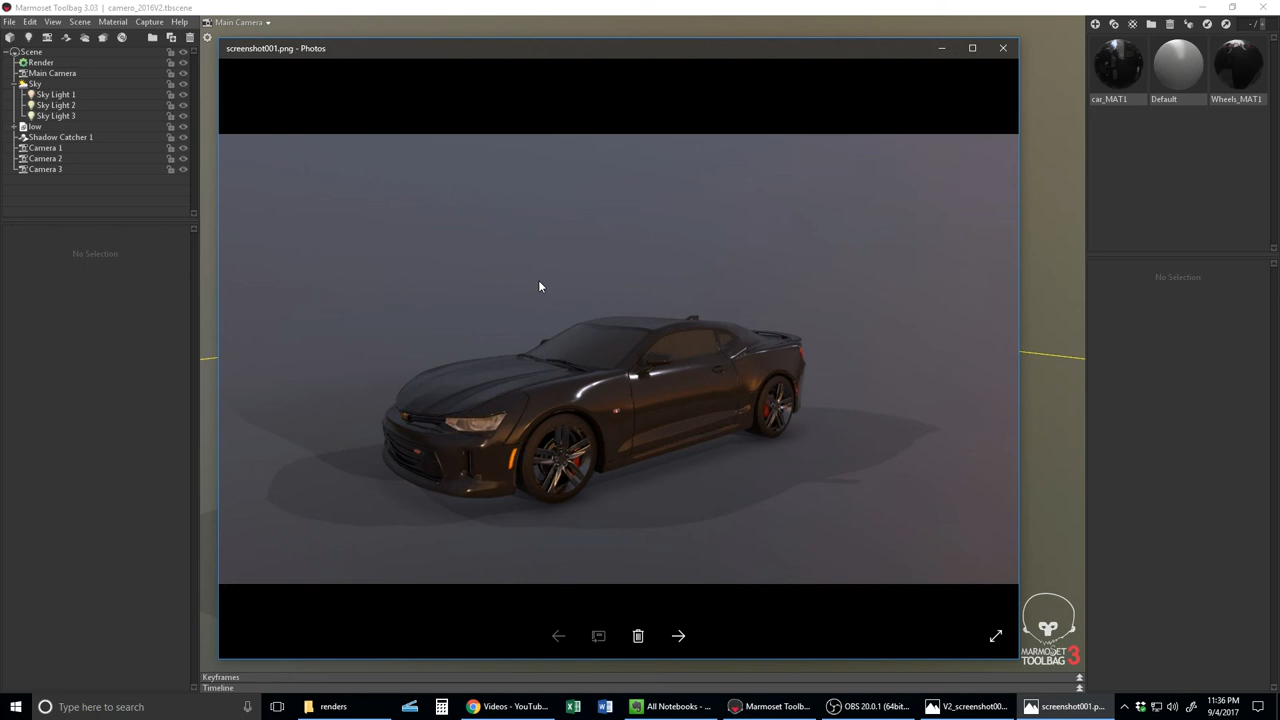 Marmoset Toolbag 3.03 | camero_2016V2.tbscene
File Edit View Scene Material Capture Help
Main Camera
- /
Scene
Render
Main Camera
Sky
Sky Light 1
Sky Light 2
Sky Light 3
low
Shadow Catcher 1
Camera 1
Camera 2
Camera 3
No Selection
screenshot001.png - Photos
car_MAT1 Default Wheels_MAT1
No Selection
MARMOSET
TOOLBAG 3
Keyframes
Timeline
Type here to search
renders
Videos - YouTub...
All Notebooks - ...
Marmoset Toolb...
OBS 20.0.1 (64bit...
V2_screenshot00...
screenshot001.p...
11:36 PM
9/4/2017